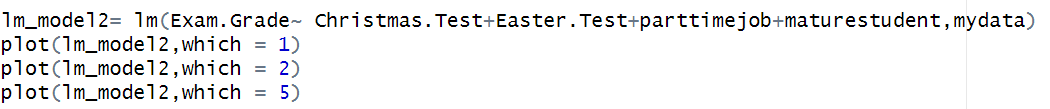 lm_model2= lm(Exam.Grade~ Christmas.Test+Easter.Test+parttimejob+maturestudent,mydata)
plot(lm_model2,which = 1)
plot(lm_model2,which = 2)
plot(lm_model2,which = 5)